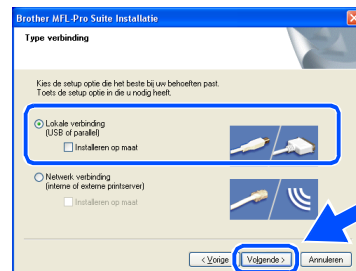 Brother MFL-Pro Suite Installatie
Type verbinding
Kies de setup optie die het beste bij uw behoeften past.
Toets de setup optie in die u nodig heeft.
Lokale verbinding
(USB of parallel)
Installeren op maat
Netwerk verbinding
(interne of externe printserver)
Installeren op maat
< Vorige
Volgende >
Annuleren